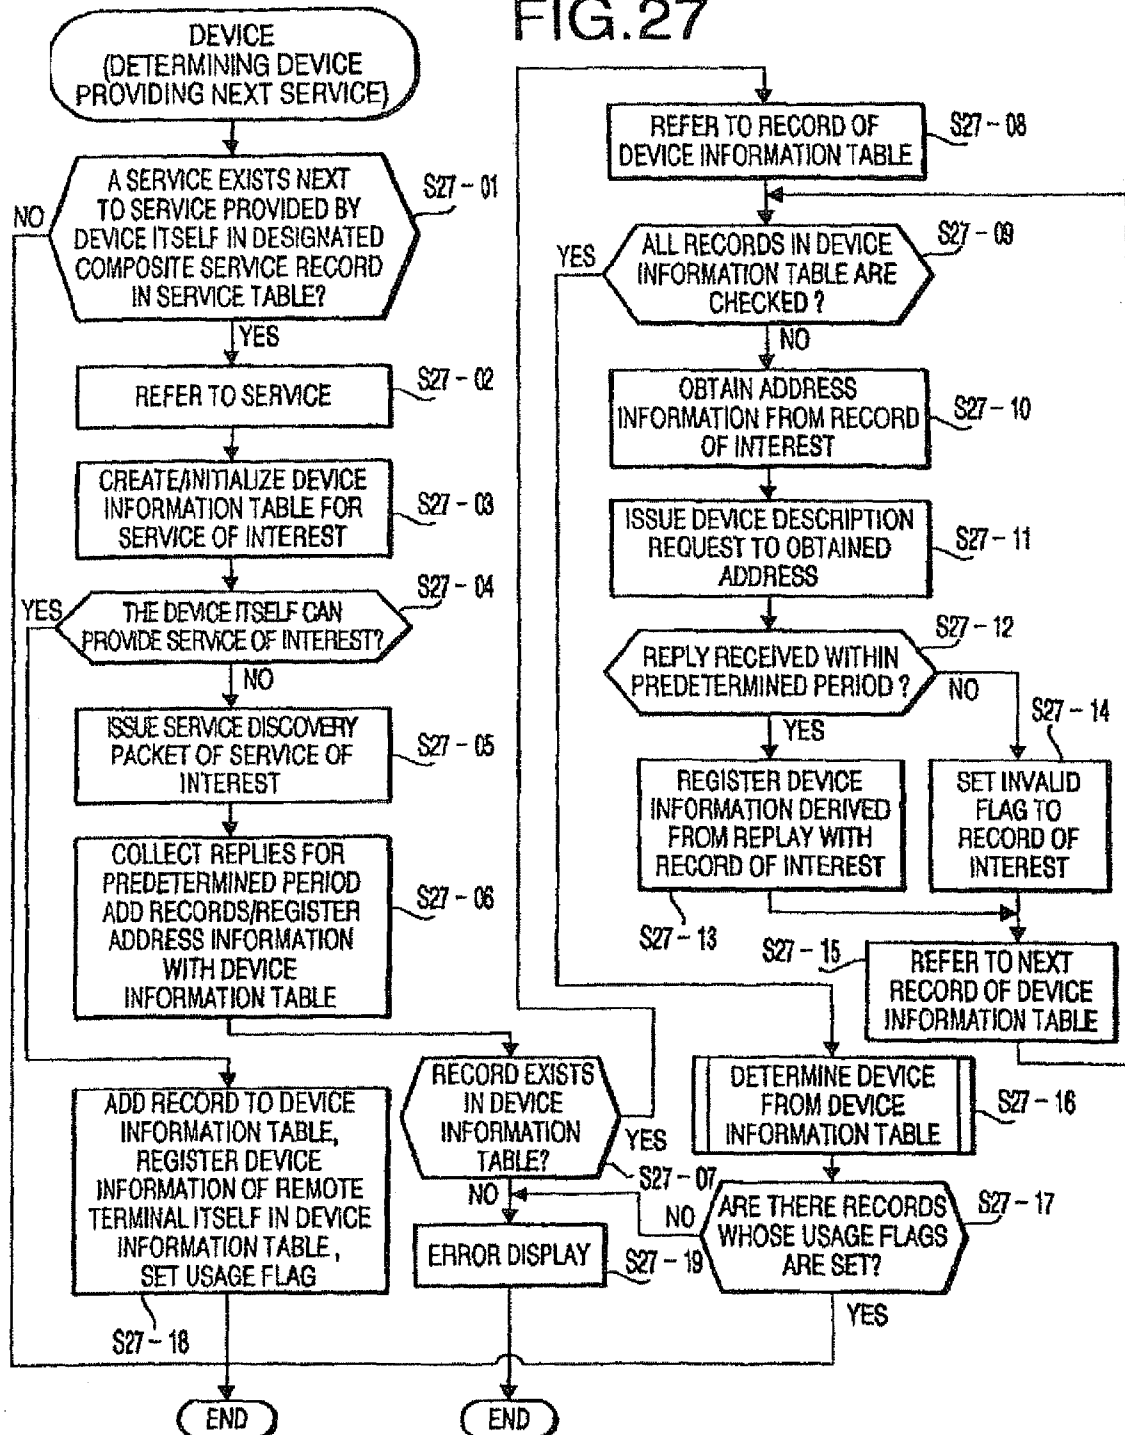 FIG.27
DEVICE
(DETERMINING DEVICE
PROVIDING NEXT SERVICE)
A SERVICE EXISTS NEXT
TO SERVICE PROVIDED BY
DEVICE ITSELF IN DESIGNATED
COMPOSITE SERVICE RECORD
IN SERVICE TABLE?
S27-01
NO
YES
REFER TO SERVICE
S27-02
CREATE/INITIALIZE DEVICE
INFORMATION TABLE FOR
SERVICE OF INTEREST
S27-03
THE DEVICE ITSELF CAN
PROVIDE SERVICE OF INTEREST?
S27-04
YES
NO
ISSUE SERVICE DISCOVERY
PACKET OF SERVICE OF
INTEREST
S27-05
COLLECT REPLIES FOR
PREDETERMINED PERIOD
ADD RECORDS/REGISTER
ADDRESS INFORMATION
WITH DEVICE
INFORMATION TABLE
S27-06
RECORD EXISTS
IN DEVICE
INFORMATION
TABLE?
S27-07
YES
NO
ERROR DISPLAY
S27-19
END
ADD RECORD TO DEVICE
INFORMATION TABLE,
REGISTER DEVICE
INFORMATION OF REMOTE
TERMINAL ITSELF IN DEVICE
INFORMATION TABLE,
SET USAGE FLAG
S27-18
END
REFER TO RECORD OF
DEVICE INFORMATION TABLE
S27-08
ALL RECORDS IN DEVICE
INFORMATION TABLE ARE
CHECKED?
S27-09
YES
NO
OBTAIN ADDRESS
INFORMATION FROM RECORD
OF INTEREST
S27-10
ISSUE DEVICE DESCRIPTION
REQUEST TO OBTAINED
ADDRESS
S27-11
REPLY RECEIVED WITHIN
PREDETERMINED PERIOD?
S27-12
NO
YES
REGISTER DEVICE
INFORMATION DERIVED
FROM REPLAY WITH
RECORD OF INTEREST
S27-13
SET INVALID
FLAG TO
RECORD OF
INTEREST
S27-14
REFER TO NEXT
RECORD OF DEVICE
INFORMATION TABLE
S27-15
DETERMINE DEVICE
FROM DEVICE
INFORMATION TABLE
S27-16
ARE THERE RECORDS
WHOSE USAGE FLAGS
ARE SET?
S27-17
NO
YES